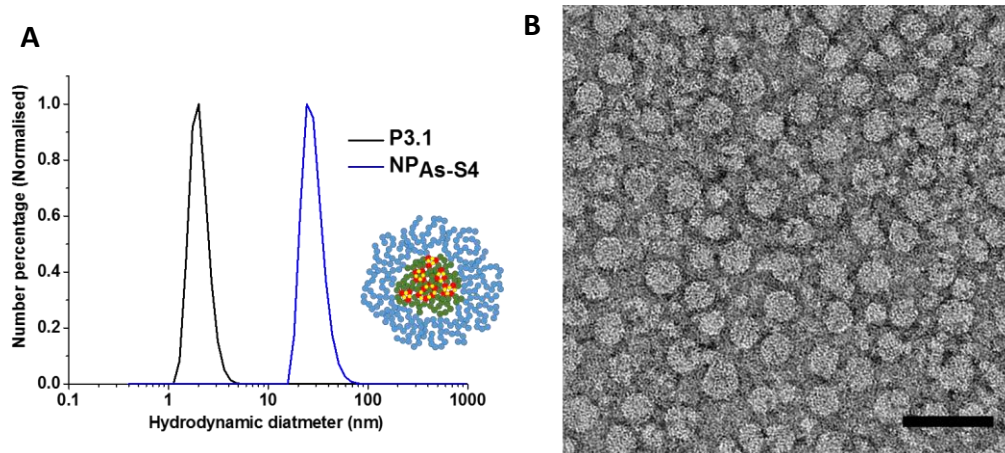 A
B
Number percentage (Normalised)
1.0
0.8
0.6
0.4
0.2
0.0
P3.1
NPAs-S4
0.1
1
10
100
1000
Hydrodynamic diatmeter (nm)